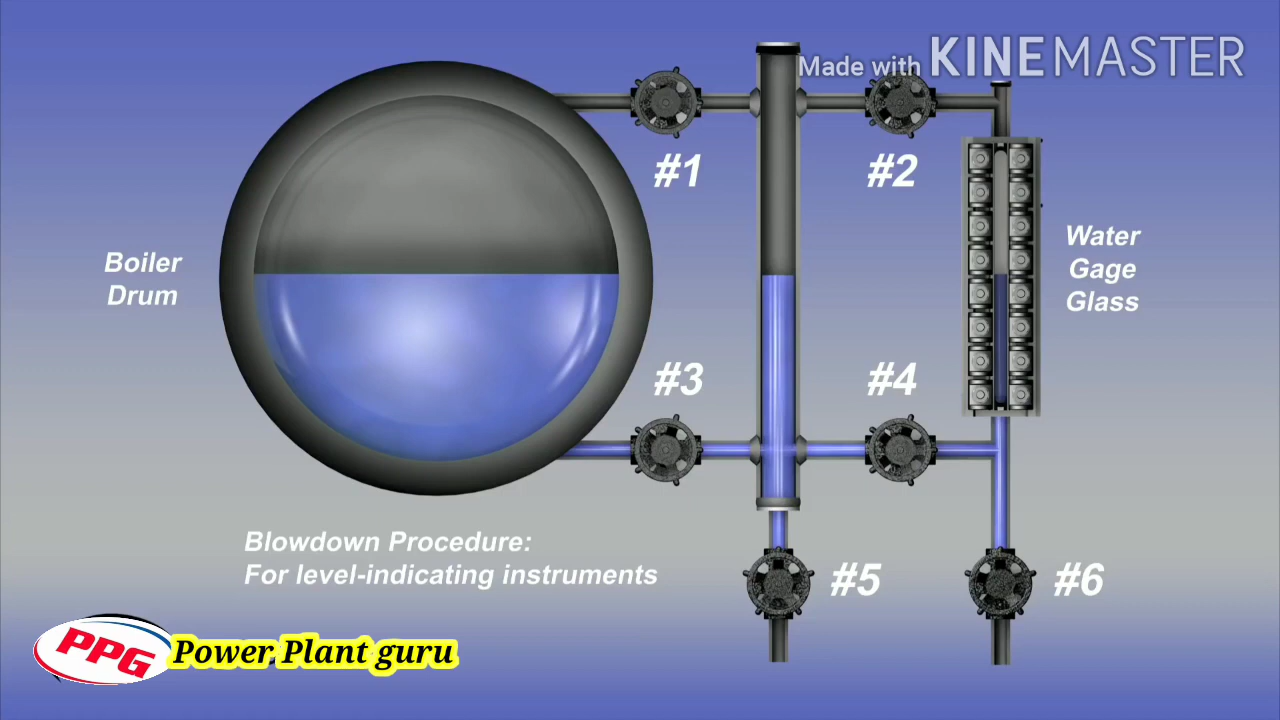 Made with KINEMASTER
#1
#2
Boiler
Drum
Water
Gage
Glass
#3
#4
Blowdown Procedure:
For level-indicating instruments
#5
#6
PPG Power Plant guru